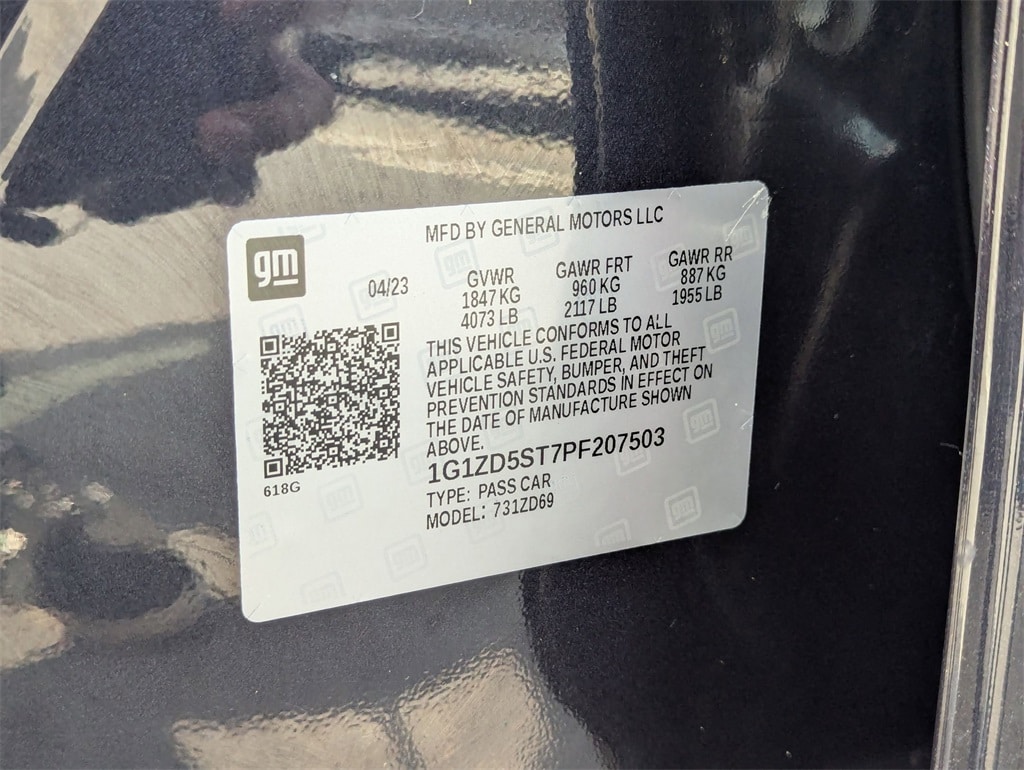 gm
MFD BY GENERAL MOTORS LLC
04/23
GVWR
1847 KG
4073 LB
GAWR FRT
960 KG
2117 LB
GAWR RR
887 KG
1955 LB
THIS VEHICLE CONFORMS TO ALL
APPLICABLE U.S. FEDERAL MOTOR
VEHICLE SAFETY, BUMPER, AND THEFT
PREVENTION STANDARDS IN EFFECT ON
THE DATE OF MANUFACTURE SHOWN
ABOVE.
1G1ZD5ST7PF207503
TYPE: PASS CAR
MODEL: 731ZD69
618G